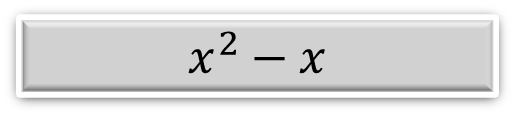 x² − x